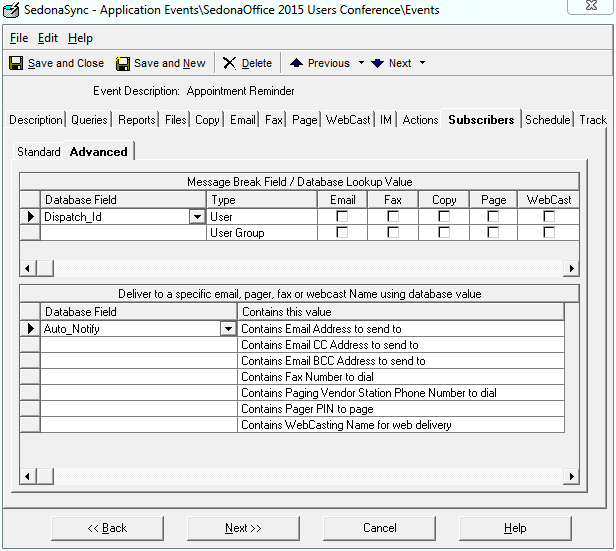 SedonaSync - Application Events\SedonaOffice 2015 Users Conference\Events
File Edit Help
Save and Close Save and New Delete Previous Next
Event Description: Appointment Reminder
Description Queries Reports Files Copy Email Fax Page WebCast IM Actions Subscribers Schedule Track
Standard Advanced
Message Break Field / Database Lookup Value
Database Field Type Email Fax Copy Page WebCast
Dispatch_Id User
User Group
Deliver to a specific email, pager, fax or webcast Name using database value
Database Field Contains this value
Auto_Notify Contains Email Address to send to
Contains Email CC Address to send to
Contains Email BCC Address to send to
Contains Fax Number to dial
Contains Paging Vendor Station Phone Number to dial
Contains Pager PIN to page
Contains WebCasting Name for web delivery
<< Back Next >> Cancel Help